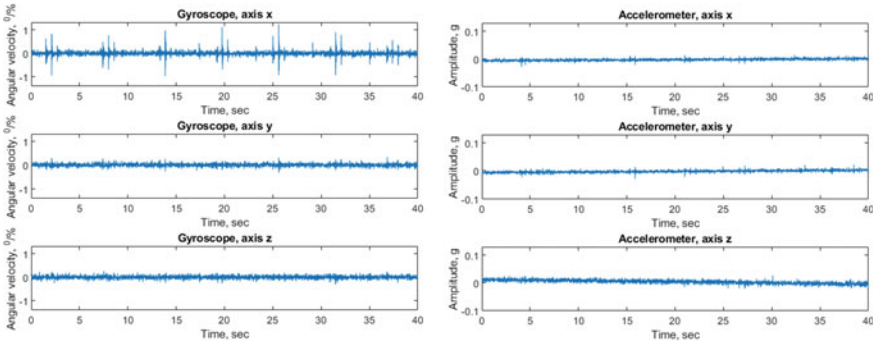 Gyroscope, axis x
Angular velocity, ⁰/%
1
0
-1
0 5 10 15 20 25 30 35 40
Time, sec
Gyroscope, axis y
Angular velocity, ⁰/%
1
0
-1
0 5 10 15 20 25 30 35 40
Time, sec
Gyroscope, axis z
Angular velocity, ⁰/%
1
0
-1
0 5 10 15 20 25 30 35 40
Time, sec
Accelerometer, axis x
Amplitude, g
0.1
0
-0.1
0 5 10 15 20 25 30 35 40
Time, sec
Accelerometer, axis y
Amplitude, g
0.1
0
-0.1
0 5 10 15 20 25 30 35 40
Time, sec
Accelerometer, axis z
Amplitude, g
0.1
0
-0.1
0 5 10 15 20 25 30 35 40
Time, sec